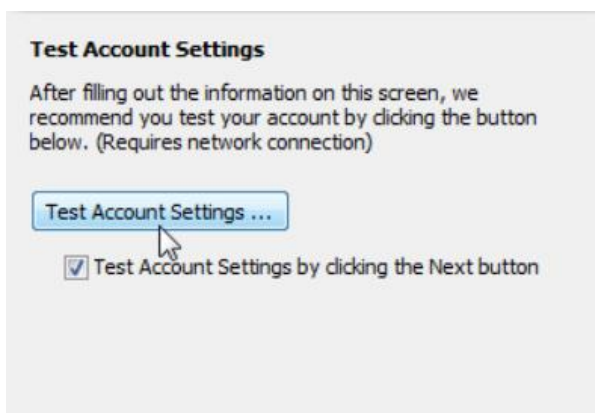 Test Account Settings
After filling out the information on this screen, we
recommend you test your account by clicking the button
below. (Requires network connection)
Test Account Settings ...
Test Account Settings by clicking the Next button